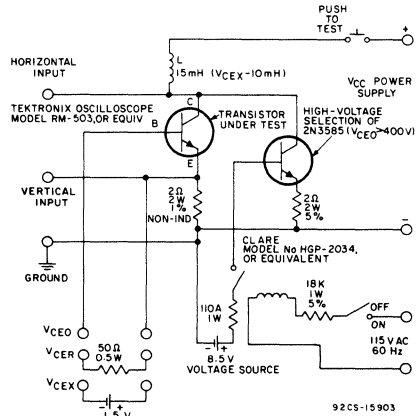 PUSH
TO
TEST
+
HORIZONTAL
INPUT
L
15mH (VCEX-10mH)
VCC POWER
SUPPLY
TEKTRONIX OSCILLOSCOPE
MODEL RM-503, OR EQUIV
C
B
E
TRANSISTOR
UNDER TEST
HIGH-VOLTAGE
SELECTION OF
2N3585 (VCEO>400V)
VERTICAL
INPUT
2Ω
2W
1%
NON-IND
2Ω
2W
5%
–
GROUND
CLARE
MODEL No HGP-2034,
OR EQUIVALENT
110A
1W
18K
1W
5%
OFF
ON
115 VAC
60 Hz
– +
8.5V
VOLTAGE SOURCE
VCEO
VCER
50Ω
0.5W
VCEX
– +
1.5V
92CS-15903